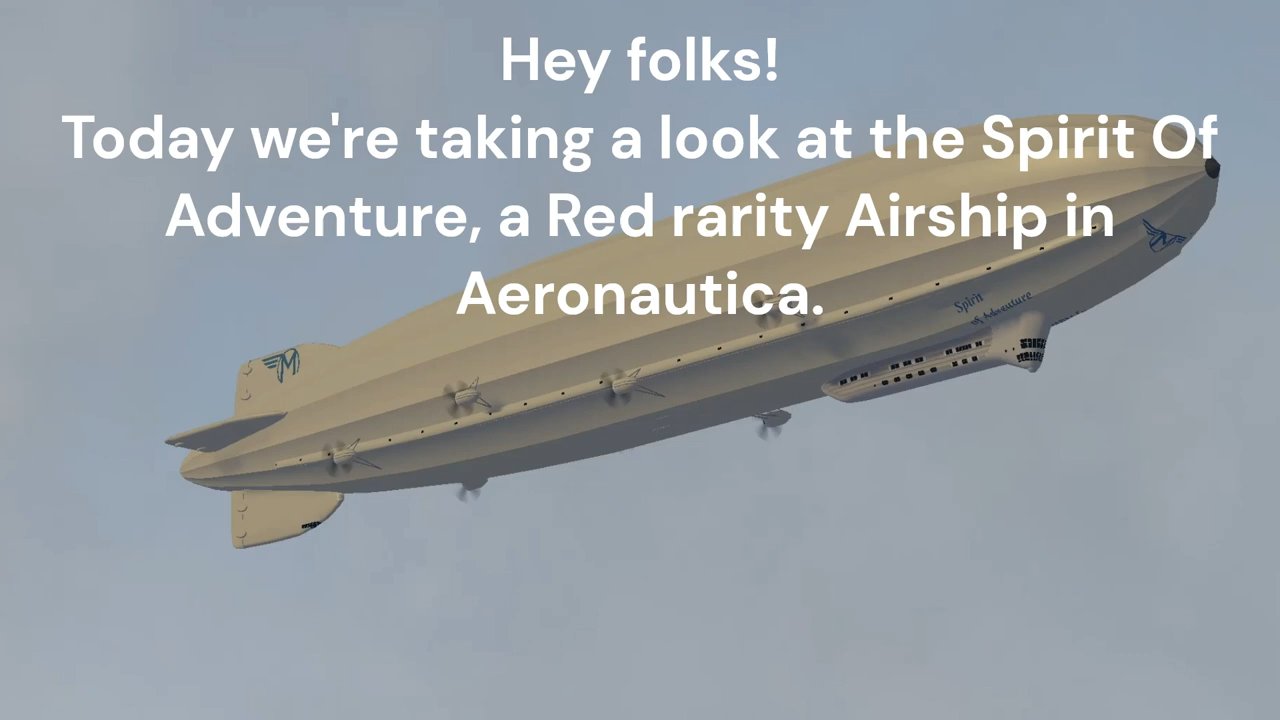 Hey folks!
Today we're taking a look at the Spirit Of
Adventure, a Red rarity Airship in
Aeronautica.
M
Spirit
of Adventure
M